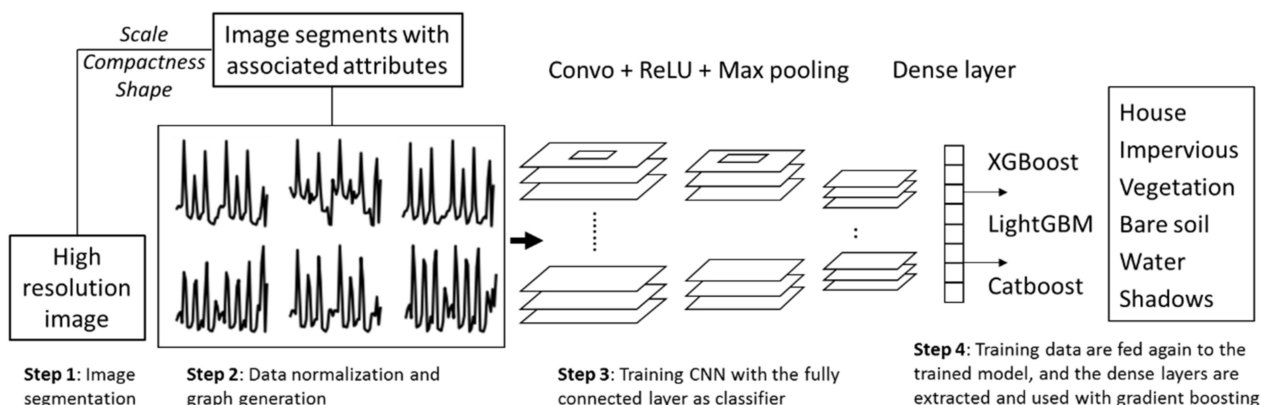 Scale
Compactness
Shape
Image segments with
associated attributes
Convo + ReLU + Max pooling
Dense layer
High
resolution
image
XGBoost
LightGBM
Catboost
House
Impervious
Vegetation
Bare soil
Water
Shadows
Step 1: Image
segmentation
Step 2: Data normalization and
graph generation
Step 3: Training CNN with the fully
connected layer as classifier
Step 4: Training data are fed again to the
trained model, and the dense layers are
extracted and used with gradient boosting